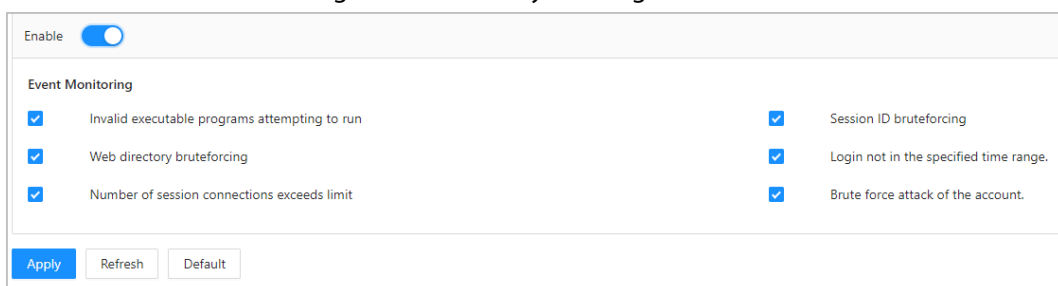 Enable
Event Monitoring
Invalid executable programs attempting to run
Session ID bruteforcing
Web directory bruteforcing
Login not in the specified time range.
Number of session connections exceeds limit
Brute force attack of the account.
Apply Refresh Default